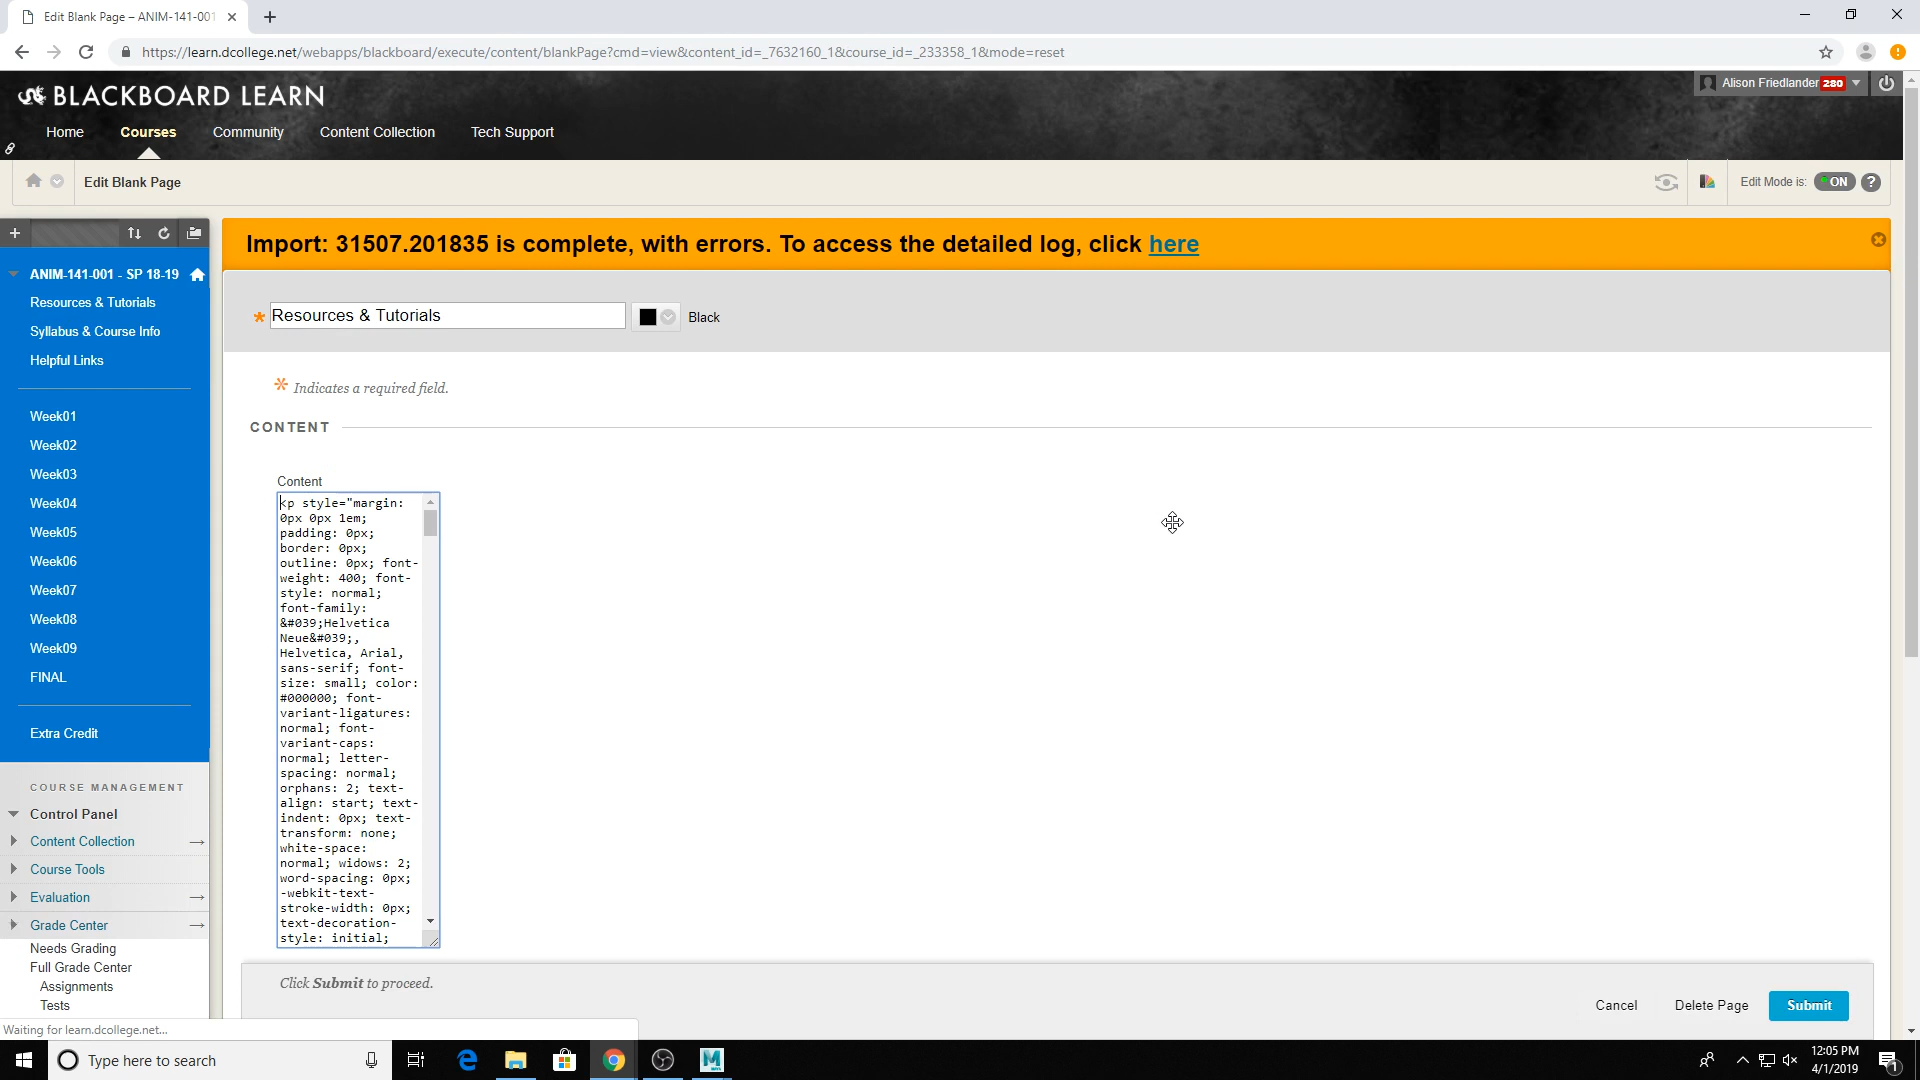 Edit Blank Page – ANIM-141-001
https://learn.dcollege.net/webapps/blackboard/execute/content/blankPage?cmd=view&content_id=_7632160_1&course_id=_233358_1&mode=reset
BLACKBOARD LEARN
Alison Friedlander 280
Home Courses Community Content Collection Tech Support
Edit Blank Page
Edit Mode is: ON ?
Import: 31507.201835 is complete, with errors. To access the detailed log, click here
ANIM-141-001 - SP 18-19
Resources & Tutorials
Syllabus & Course Info
Helpful Links
Week01
Week02
Week03
Week04
Week05
Week06
Week07
Week08
Week09
FINAL
Extra Credit
COURSE MANAGEMENT
Control Panel
Content Collection
Course Tools
Evaluation
Grade Center
Needs Grading
Full Grade Center
Assignments
Tests
* Resources & Tutorials Black
* Indicates a required field.
CONTENT
Content
<p style="margin:
0px 0px 1em;
padding: 0px;
border: 0px;
outline: 0px; font-
weight: 400; font-
style: normal;
font-family:
&#039;Helvetica
Neue&#039;,
Helvetica, Arial,
sans-serif; font-
size: small; color:
#000000; font-
variant-ligatures:
normal; font-
variant-caps:
normal; letter-
spacing: normal;
orphans: 2; text-
align: start; text-
indent: 0px; text-
transform: none;
white-space:
normal; widows: 2;
word-spacing: 0px;
-webkit-text-
stroke-width: 0px;
text-decoration-
style: initial;
Click Submit to proceed.
Cancel Delete Page Submit
Waiting for learn.dcollege.net...
Type here to search
12:05 PM
4/1/2019
1